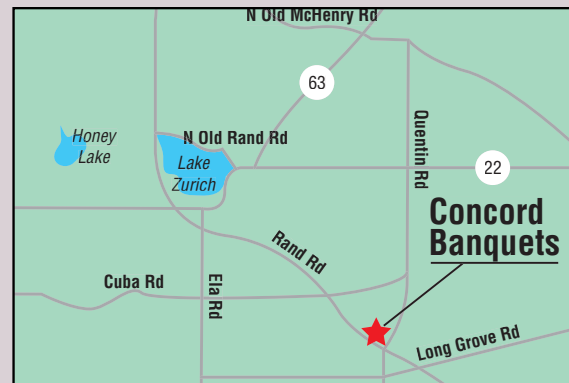 N Old McHenry Rd
63
Honey
Lake
N Old Rand Rd
Lake
Zurich
Quentin Rd
22
Concord
Banquets
Rand Rd
Cuba Rd
Ela Rd
Long Grove Rd